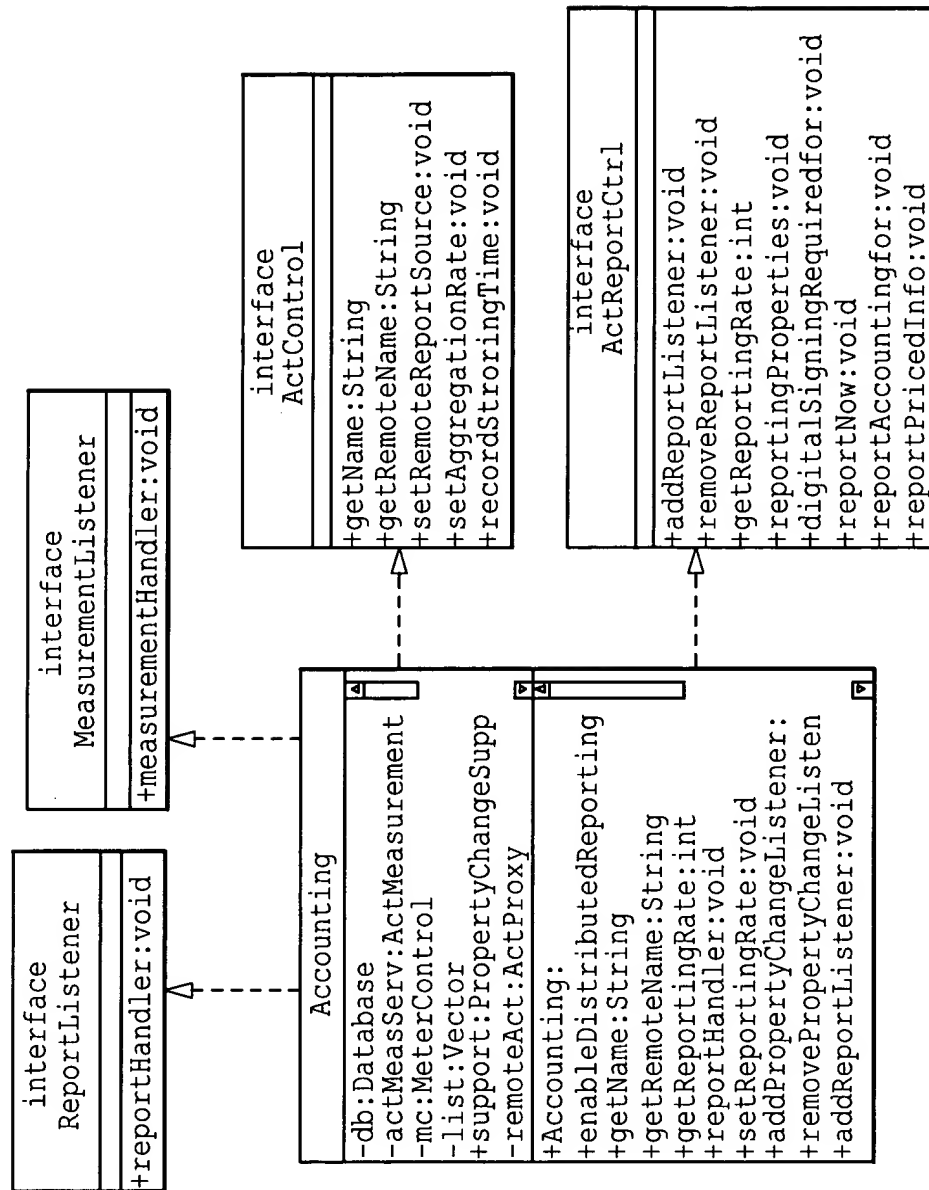 interface
ReportListener
+reportHandler:void
interface
MeasurementListener
+measurementHandler:void
Accounting
-db:Database
-actMeasServ:ActMeasurement
-mc:MeterControl
-list:Vector
+support:PropertyChangeSupp
-remoteAct:ActProxy
+Accounting:
+enableDistributedReporting
+getName:String
+getRemoteName:String
+getReportingRate:int
+reportHandler:void
+setReportingRate:void
+addPropertyChangeListener:
+removePropertyChangeListen
+addReportListener:void
interface
ActControl
+getName:String
+getRemoteName:String
+setRemoteReportSource:void
+setAggregationRate:void
+recordStroringTime:void
interface
ActReportCtrl
+addReportListener:void
+removeReportListener:void
+getReportingRate:int
+reportingProperties:void
+digitalSigningRequiredfor:void
+reportNow:void
+reportAccountingfor:void
+reportPricedInfo:void